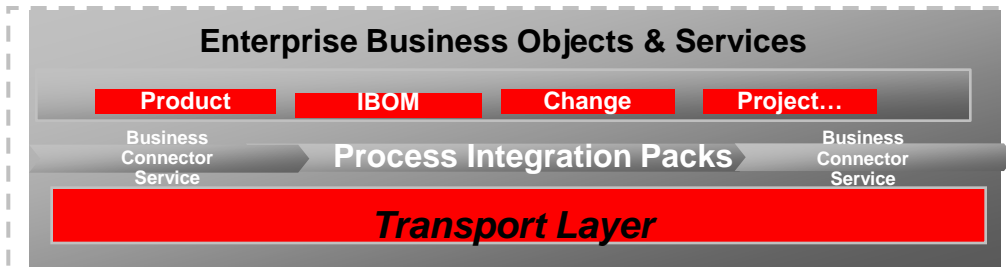 Enterprise Business Objects & Services
Product IBOM Change Project…
Business
Connector
Service
Process Integration Packs
Business
Connector
Service
Transport Layer